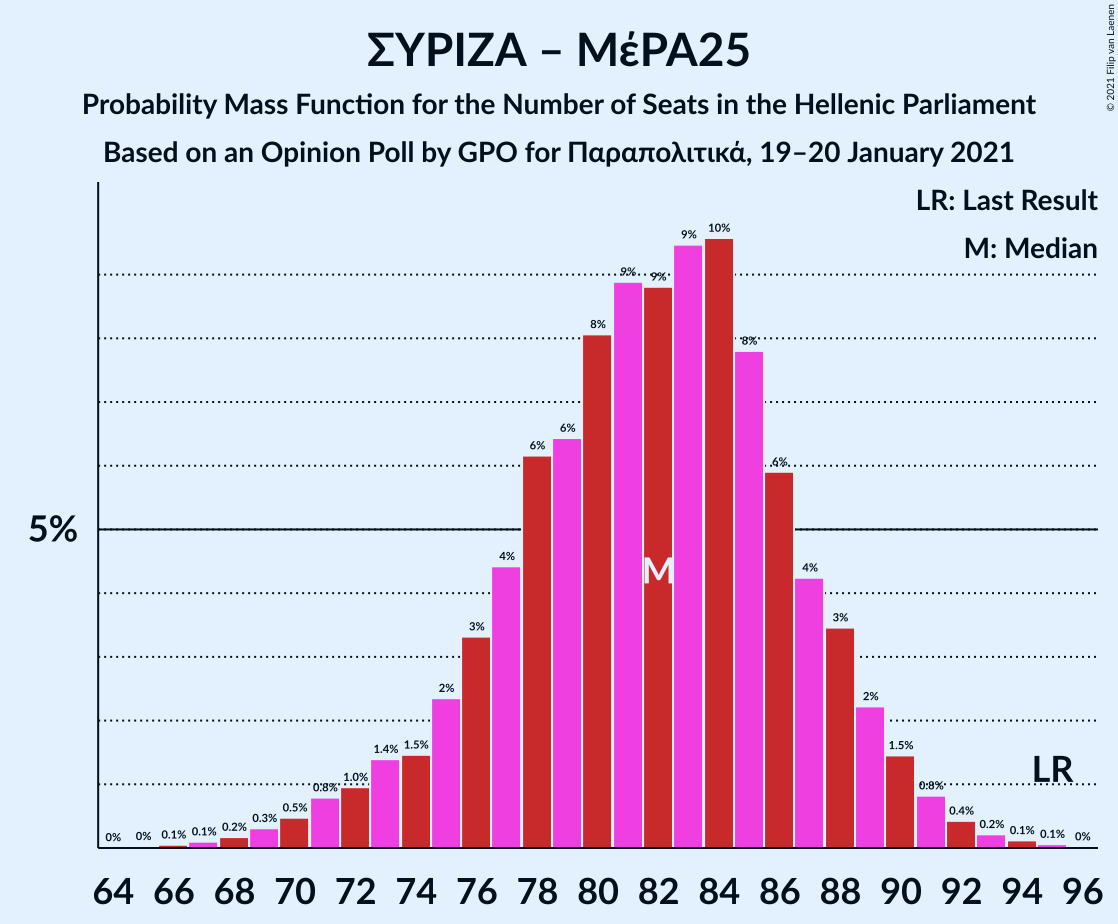 ΣΥΡΙΖΑ – ΜέΡΑ25
Probability Mass Function for the Number of Seats in the Hellenic Parliament
Based on an Opinion Poll by GPO for Παραπολιτικά, 19–20 January 2021
© 2021 Filip van Laenen
LR: Last Result
M: Median
5%
0% 0% 0.1% 0.1% 0.2% 0.3% 0.5% 0.8% 1.0% 1.4% 1.5% 2% 3% 4% 6% 6% 8% 9% 9% 9% 10% 8% 6% 4% 3% 2% 1.5% 0.8% 0.4% 0.2% 0.1% 0.1% 0%
M
LR
64 66 68 70 72 74 76 78 80 82 84 86 88 90 92 94 96